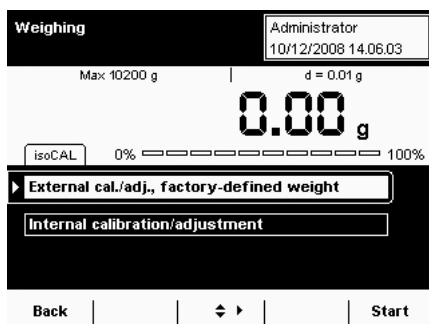 Weighing
Administrator
10/12/2008 14.06.03
Max 10200 g d = 0.01 g
0.00 g
isoCAL 0% 100%
External cal./adj., factory-defined weight
Internal calibration/adjustment
Back Start